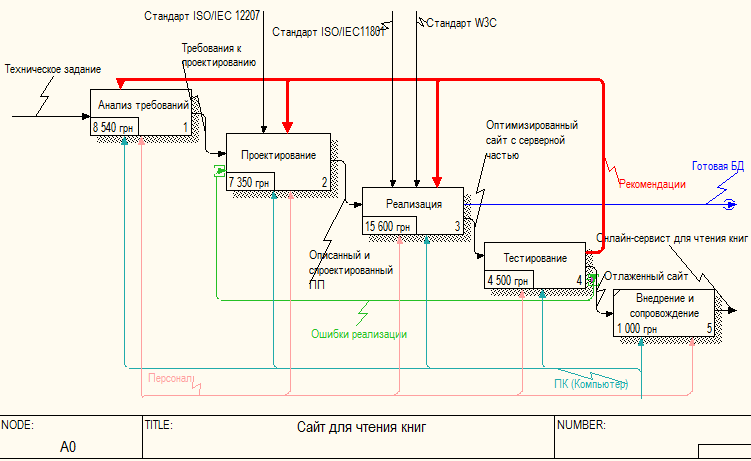 Стандарт ISO/IEC 12207
Стандарт ISO/IEC11801
Стандарт W3C
Требования к
проектированию
Техническое задание
Анализ требований
8 540 грн
1
Оптимизированный
сайт с серверной
частью
Проектирование
7 350 грн
2
Готовая БД
Рекомендации
Реализация
15 600 грн
3
Онлайн-сервист для чтения книг
Описанный и
спроектированный
ПП
Тестирование
4 500 грн
4
Отлаженный сайт
Внедрение и
сопровождение
1 000 грн
5
Ошибки реализации
Персонал
ПК (Компьютер)
NODE:
A0
TITLE:
Сайт для чтения книг
NUMBER: